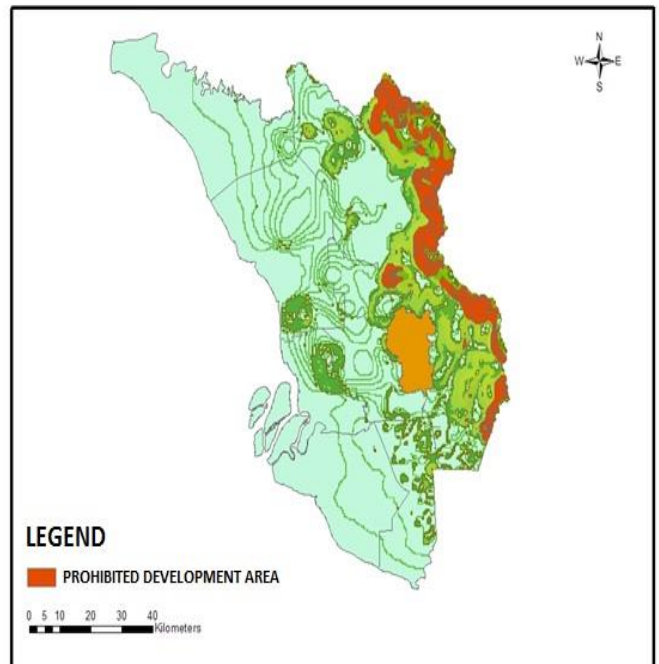 N
W E
S
LEGEND
PROHIBITED DEVELOPMENT AREA
0 5 10 20 30 40
Kilometers